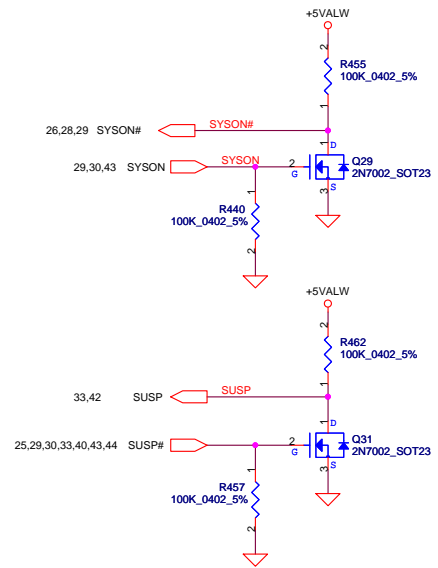 +5VALW
2
R455
100K_0402_5%
1
26,28,29 SYSON# SYSON#
1 D
Q29
2N7002_SOT23
29,30,43 SYSON SYSON 2
G
3 S
1
R440
100K_0402_5%
2
+5VALW
2
R462
100K_0402_5%
1
33,42 SUSP SUSP
1 D
Q31
2N7002_SOT23
25,29,30,33,40,43,44 SUSP# 2
G
3 S
1
R457
100K_0402_5%
2